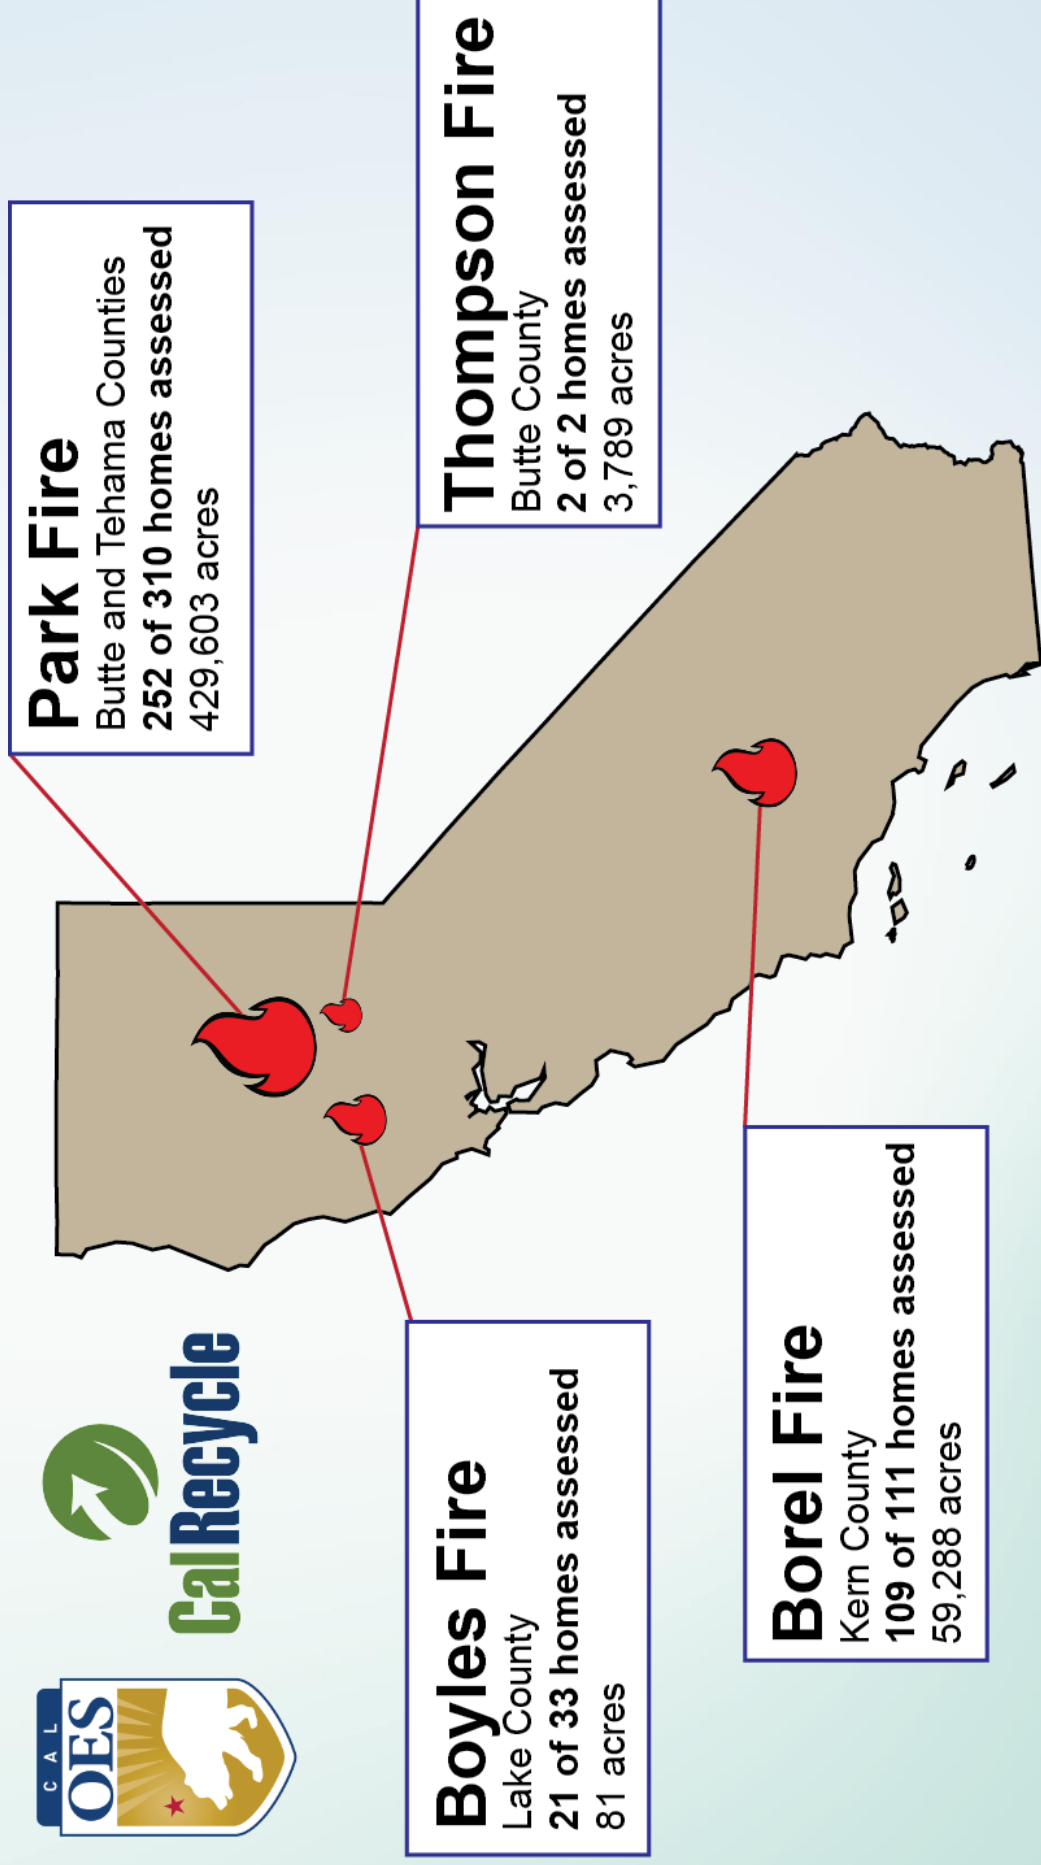 CAL
OES
CalRecycle
Park Fire
Butte and Tehama Counties
252 of 310 homes assessed
429,603 acres
Boyles Fire
Lake County
21 of 33 homes assessed
81 acres
Thompson Fire
Butte County
2 of 2 homes assessed
3,789 acres
Borel Fire
Kern County
109 of 111 homes assessed
59,288 acres